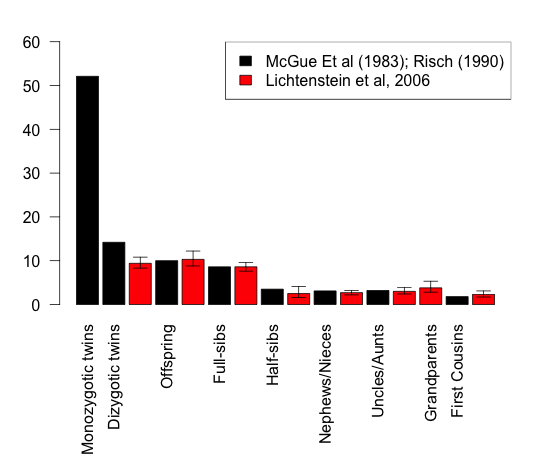 60
50
40
30
20
10
0
McGue Et al (1983); Risch (1990)
Lichtenstein et al, 2006
Monozygotic twins
Dizygotic twins
Offspring
Full-sibs
Half-sibs
Nephews/Nieces
Uncles/Aunts
Grandparents
First Cousins